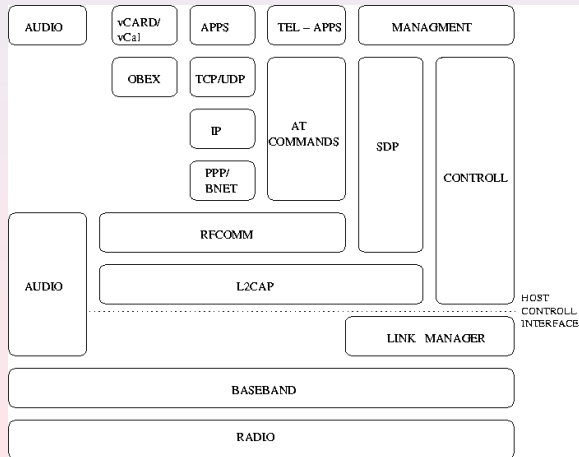 AUDIO
vCARD/
vCal
APPS
TEL – APPS
MANAGMENT
OBEX
TCP/UDP
AT
COMMANDS
SDP
CONTROLL
IP
PPP/
BNET
RFCOMM
AUDIO
L2CAP
HOST
CONTROLL
INTERFACE
LINK MANAGER
BASEBAND
RADIO